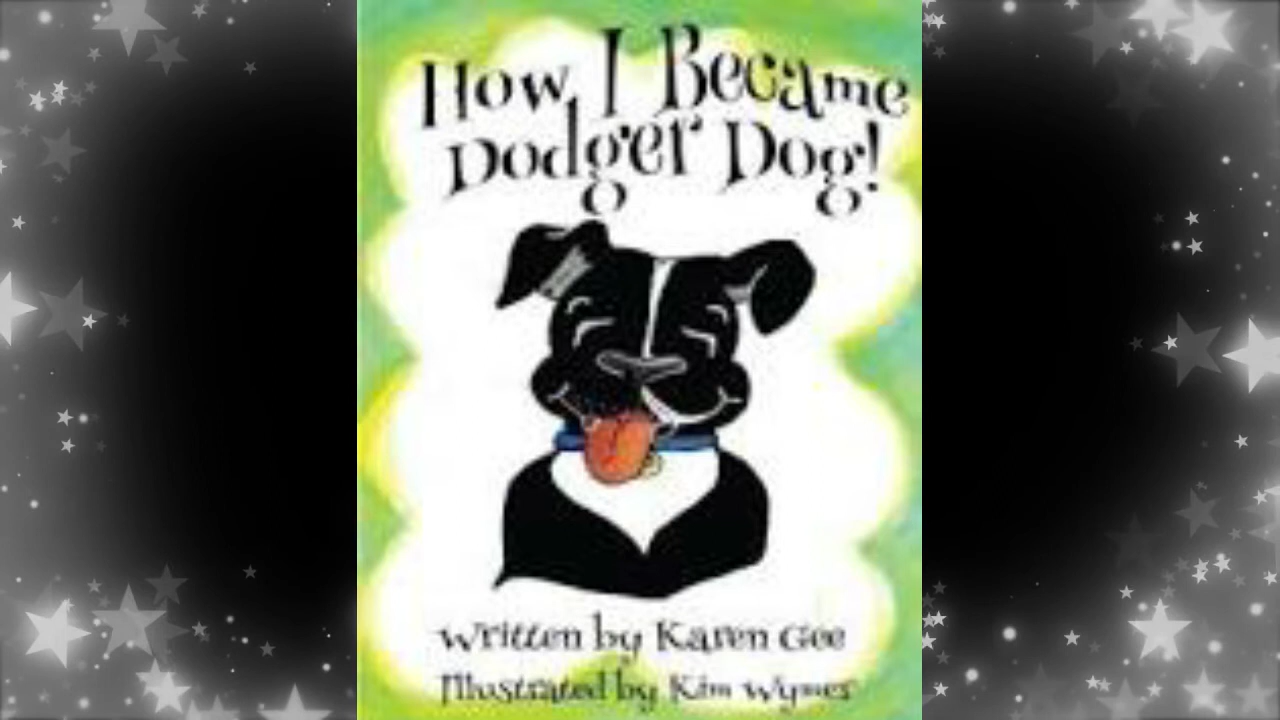 How I Became
Dodger Dog!
Written by Karen Gee
Illustrated by Kim Wymer